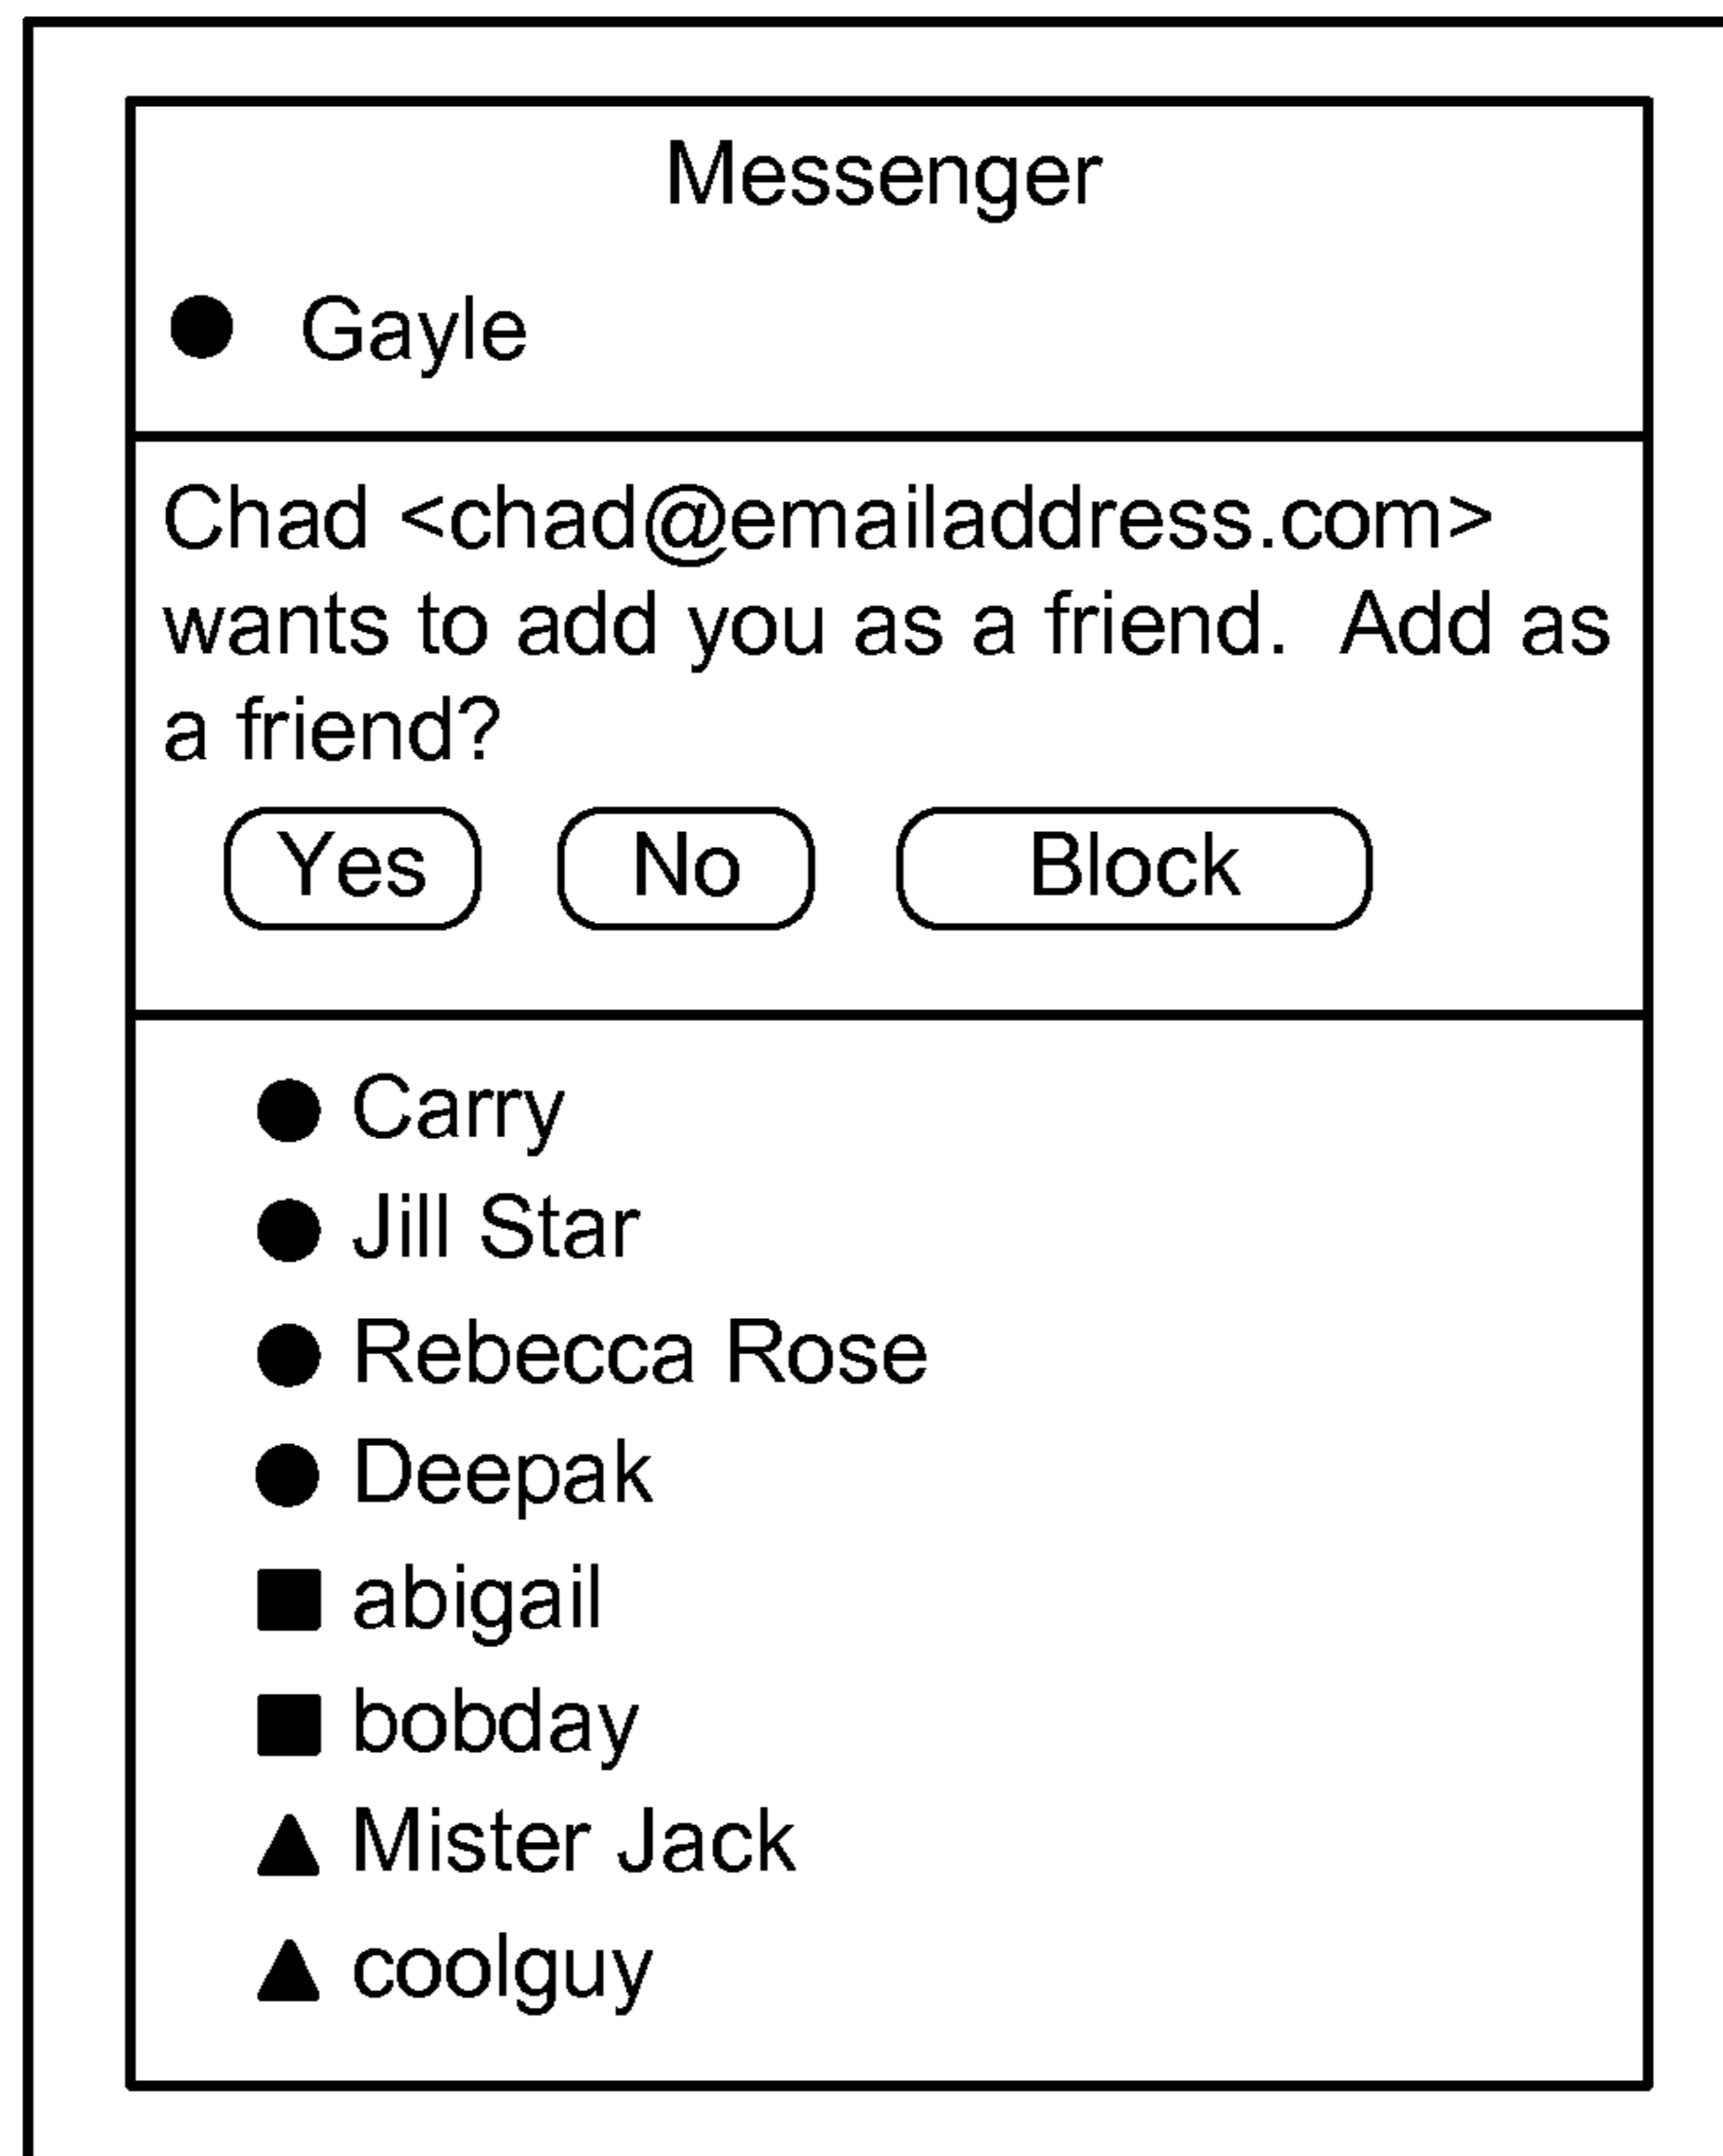 Messenger
Gayle
Chad <chad@emailaddress.com>
wants to add you as a friend.  Add as
a friend?
Yes No Block
Carry
Jill Star
Rebecca Rose
Deepak
abigail
bobday
Mister Jack
coolguy